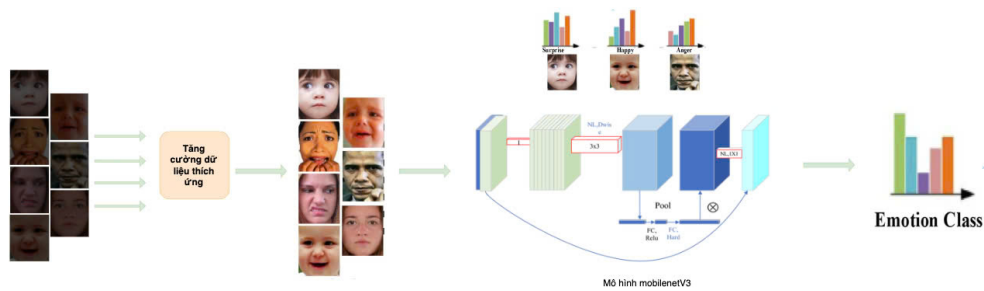 Surprise
Happy
Anger
Tăng
cường dữ
liệu thích
ứng
NL,Dwis
e
1
3x3
NL,1X1
Pool
FC,
Relu
FC,
Hard
Emotion Class
Mô hình mobilenetV3